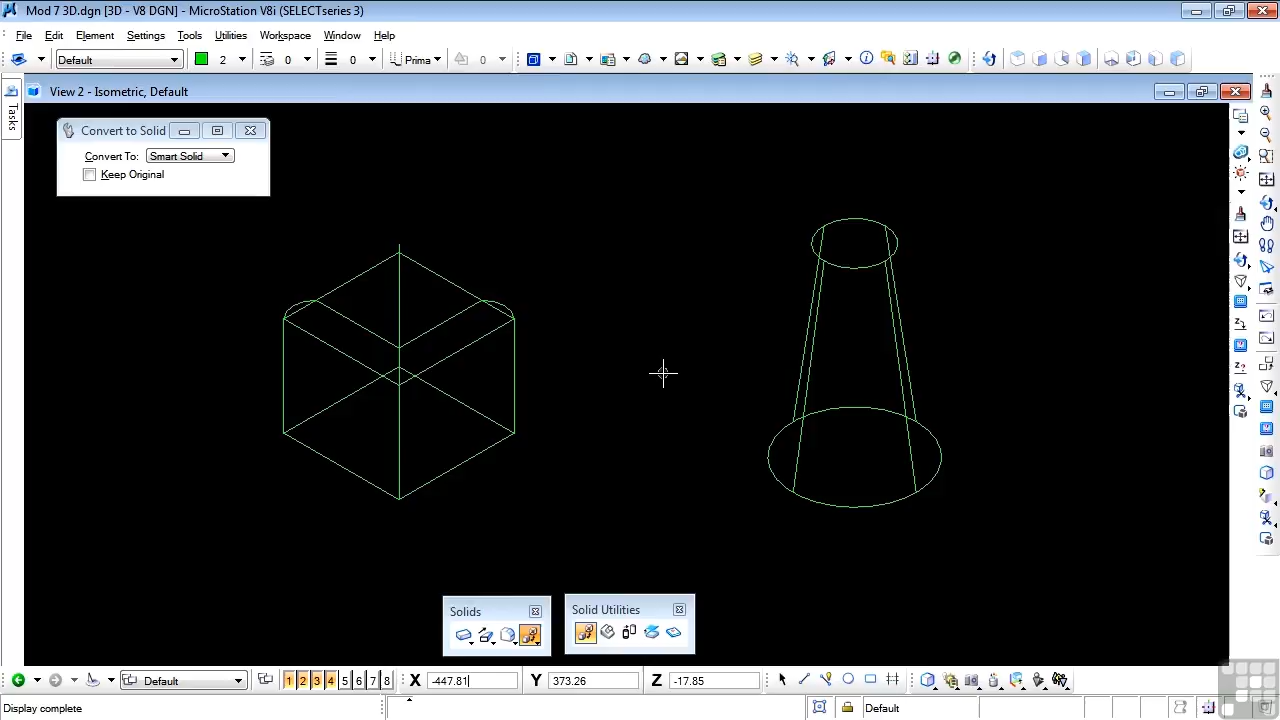 Mod 7 3D.dgn [3D - V8 DGN] - MicroStation V8i (SELECTseries 3)
File Edit Element Settings Tools Utilities Workspace Window Help
Default 2 0 0 Prima 0
View 2 - Isometric, Default
Tasks
Convert to Solid
Convert To: Smart Solid
Keep Original
Solids
Solid Utilities
Default 1 2 3 4 5 6 7 8 X -447.81 Y 373.26 Z -17.85
Display complete Default